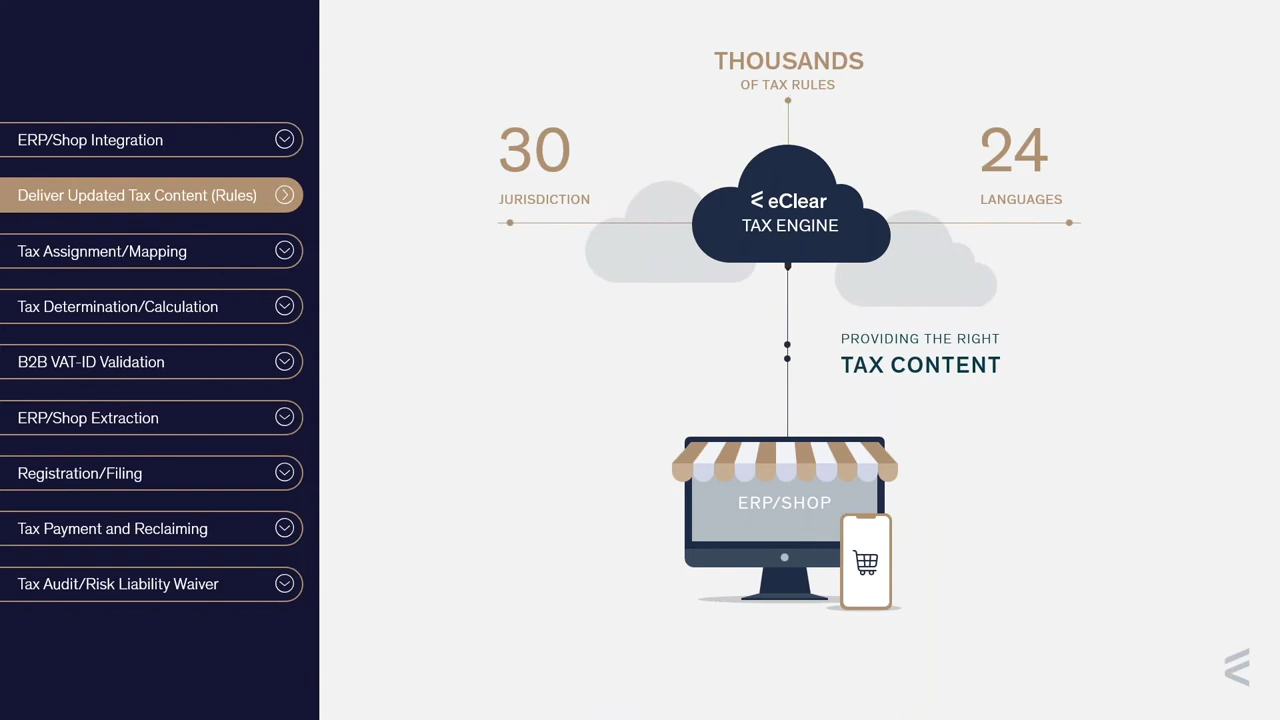 ERP/Shop Integration
Deliver Updated Tax Content (Rules)
Tax Assignment/Mapping
Tax Determination/Calculation
B2B VAT-ID Validation
ERP/Shop Extraction
Registration/Filing
Tax Payment and Reclaiming
Tax Audit/Risk Liability Waiver
THOUSANDS
OF TAX RULES
30
JURISDICTION
24
LANGUAGES
eClear
TAX ENGINE
PROVIDING THE RIGHT
TAX CONTENT
ERP/SHOP